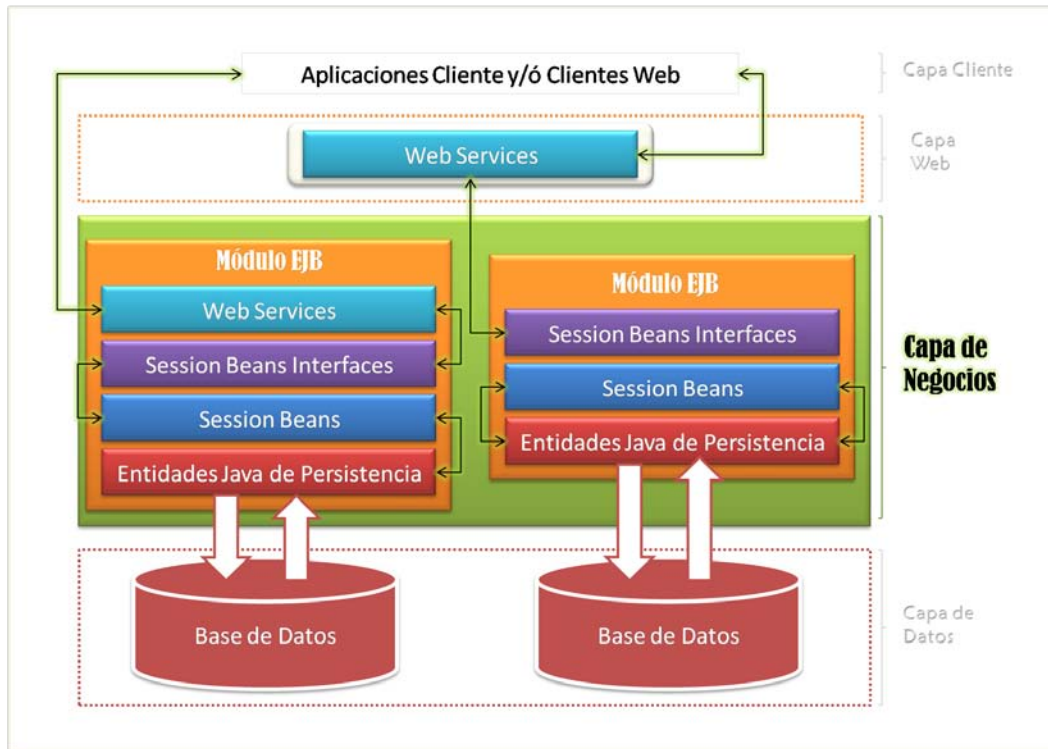 Aplicaciones Cliente y/ó Clientes Web
Capa Cliente
Web Services
Capa
Web
Módulo EJB
Web Services
Session Beans Interfaces
Session Beans
Entidades Java de Persistencia
Módulo EJB
Session Beans Interfaces
Session Beans
Entidades Java de Persistencia
Capa de
Negocios
Base de Datos
Base de Datos
Capa de
Datos